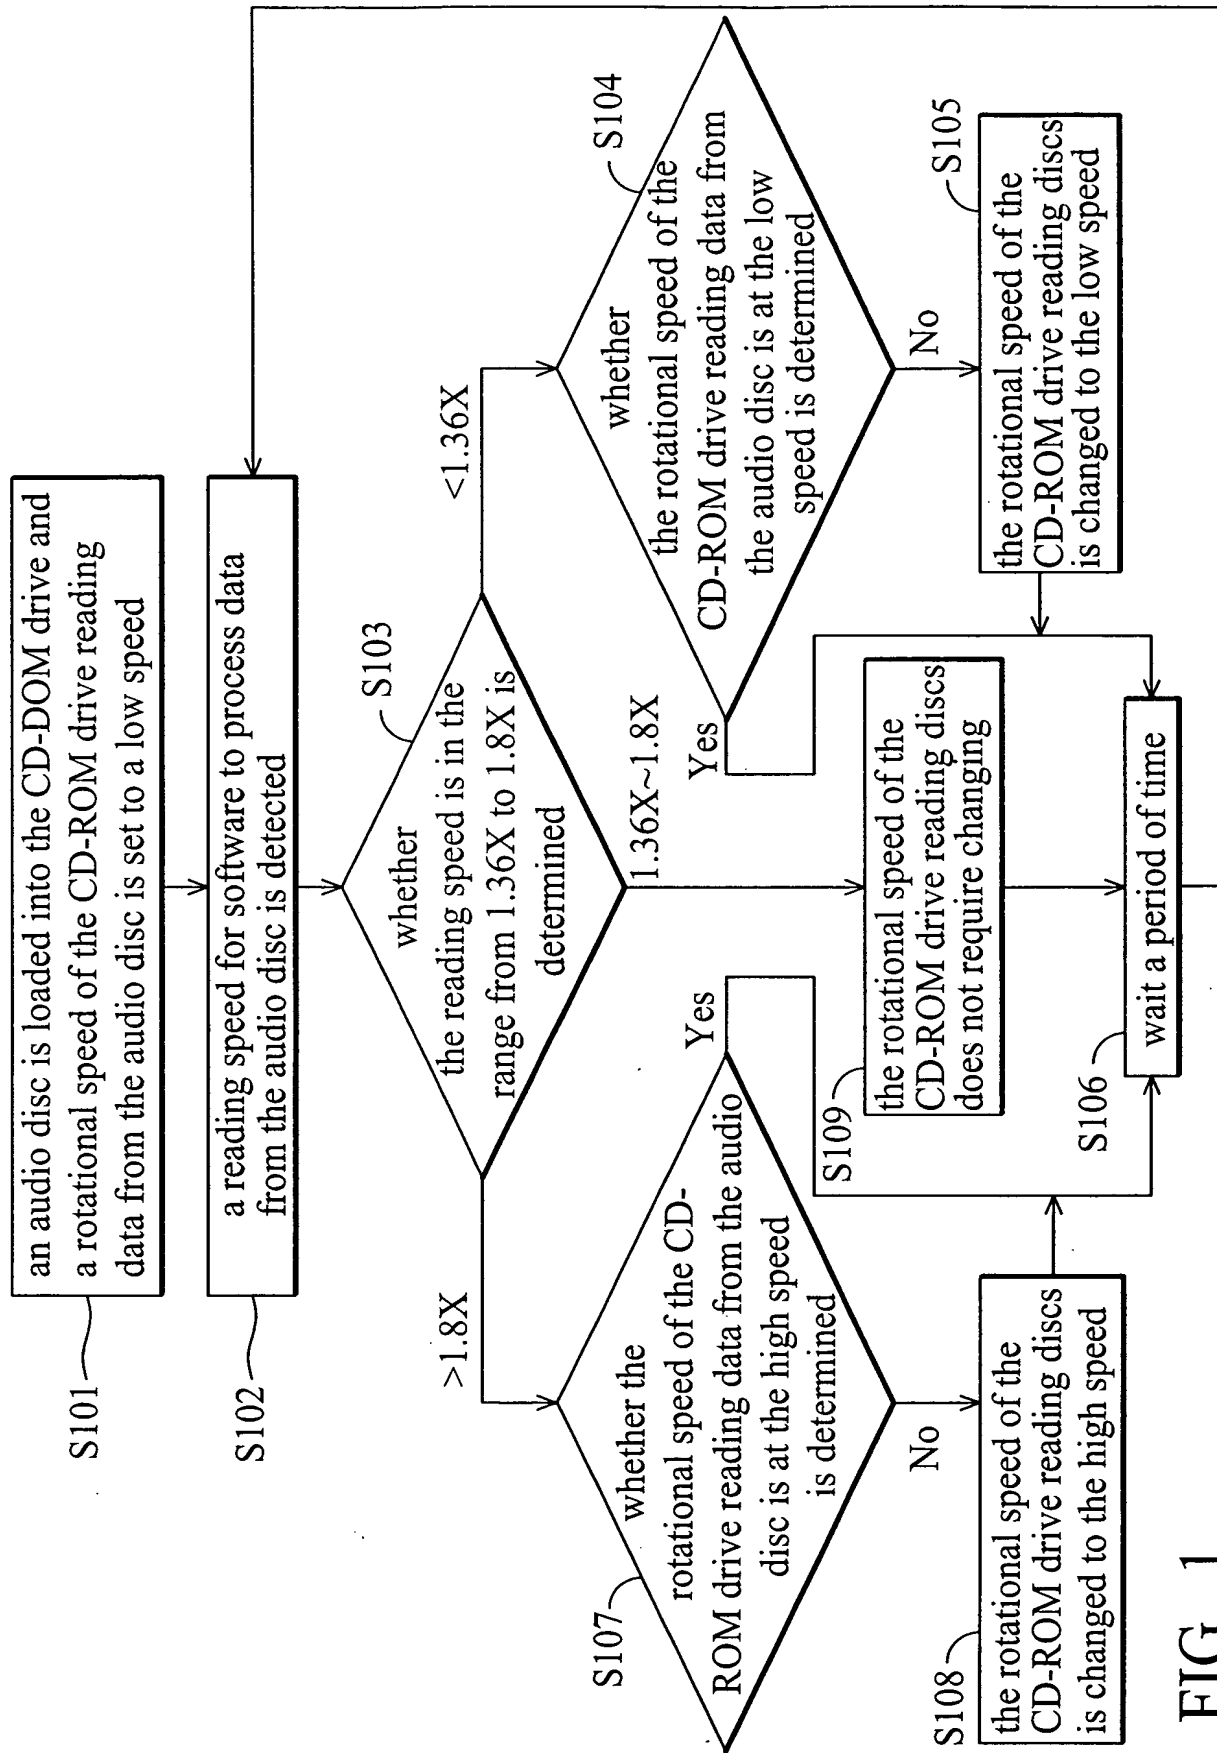 an audio disc is loaded into the CD-DOM drive and
a rotational speed of the CD-ROM drive reading
data from the audio disc is set to a low speed
S101
a reading speed for software to process data
from the audio disc is detected
S102
whether
the reading speed is in the
range from 1.36X to 1.8X is
determined
S103
>1.8X
<1.36X
1.36X~1.8X
whether the
rotational speed of the CD-
ROM drive reading data from the audio
disc is at the high speed
is determined
S107
Yes
No
whether
the rotational speed of the
CD-ROM drive reading data from
the audio disc is at the low
speed is determined
S104
Yes
No
the rotational speed of the
CD-ROM drive reading discs
is changed to the high speed
S108
the rotational speed of the
CD-ROM drive reading discs
does not require changing
S109
the rotational speed of the
CD-ROM drive reading discs
is changed to the low speed
S105
wait a period of time
S106
FIG. 1